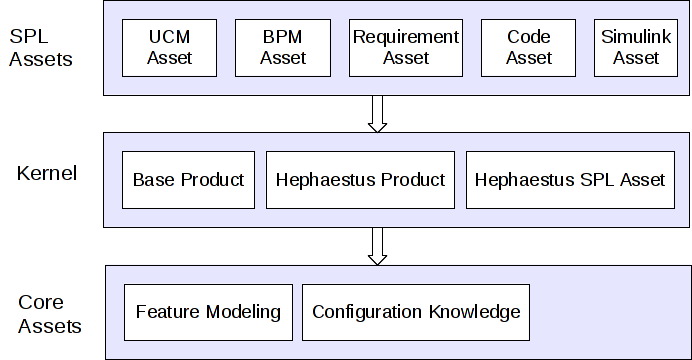 SPL
Assets
UCM
Asset
BPM
Asset
Requirement
Asset
Code
Asset
Simulink
Asset
Kernel
Base Product
Hephaestus Product
Hephaestus SPL Asset
Core
Assets
Feature Modeling
Configuration Knowledge